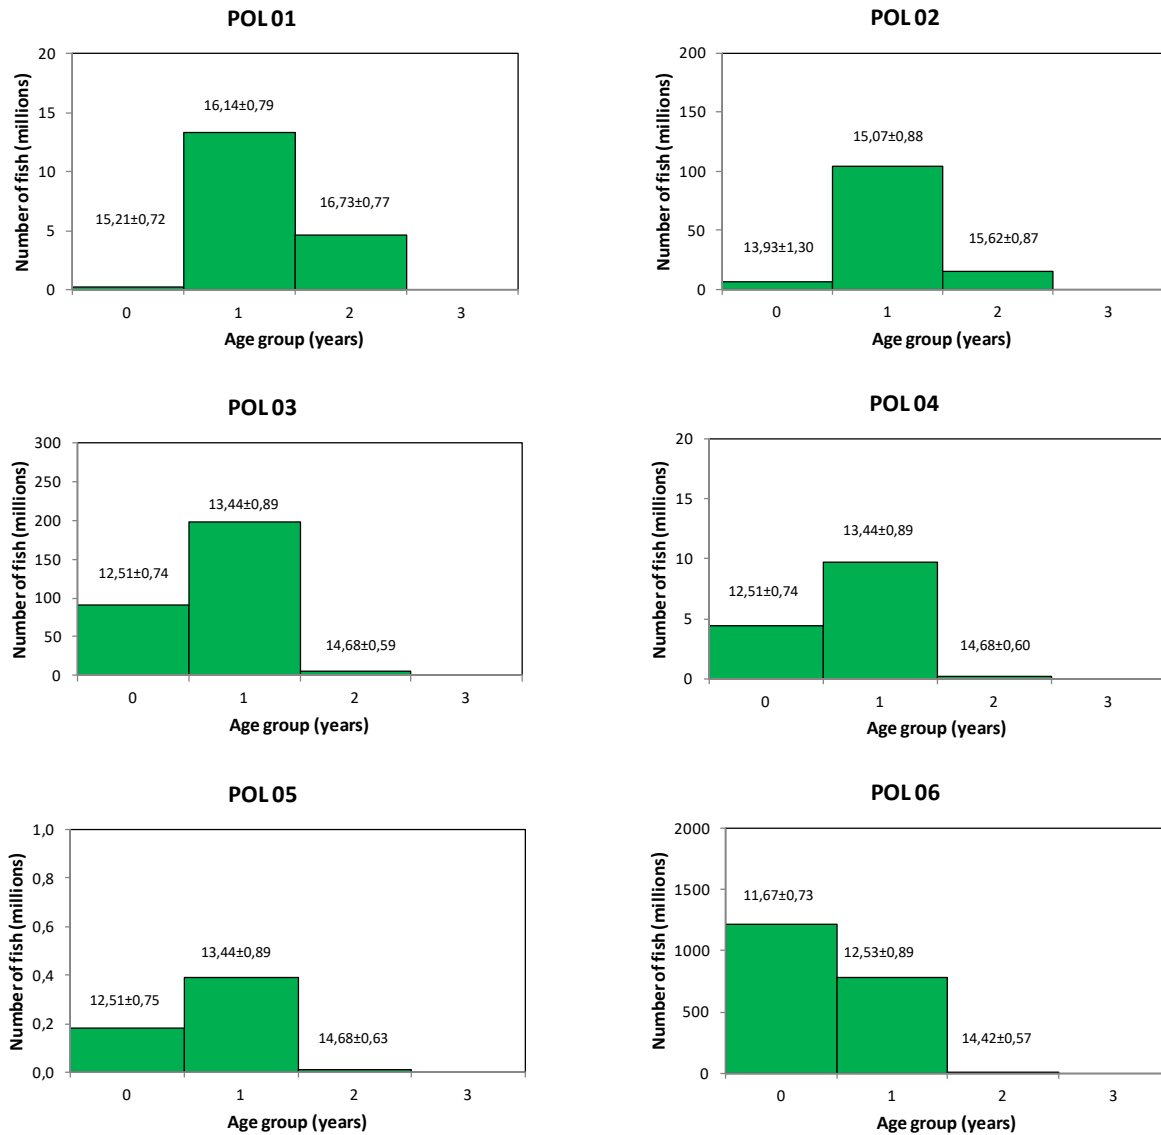 POL 01
Number of fish (millions)
20
15
10
5
0
15,21±0,72
16,14±0,79
16,73±0,77
0 1 2 3
Age group (years)
POL 02
Number of fish (millions)
200
150
100
50
0
13,93±1,30
15,07±0,88
15,62±0,87
0 1 2 3
Age group (years)
POL 03
Number of fish (millions)
300
250
200
150
100
50
0
12,51±0,74
13,44±0,89
14,68±0,59
0 1 2 3
Age group (years)
POL 04
Number of fish (millions)
20
15
10
5
0
12,51±0,74
13,44±0,89
14,68±0,60
0 1 2 3
Age group (years)
POL 05
Number of fish (millions)
1,0
0,8
0,6
0,4
0,2
0,0
12,51±0,75
13,44±0,89
14,68±0,63
0 1 2 3
Age group (years)
POL 06
Number of fish (millions)
2000
1500
1000
500
0
11,67±0,73
12,53±0,89
14,42±0,57
0 1 2 3
Age group (years)